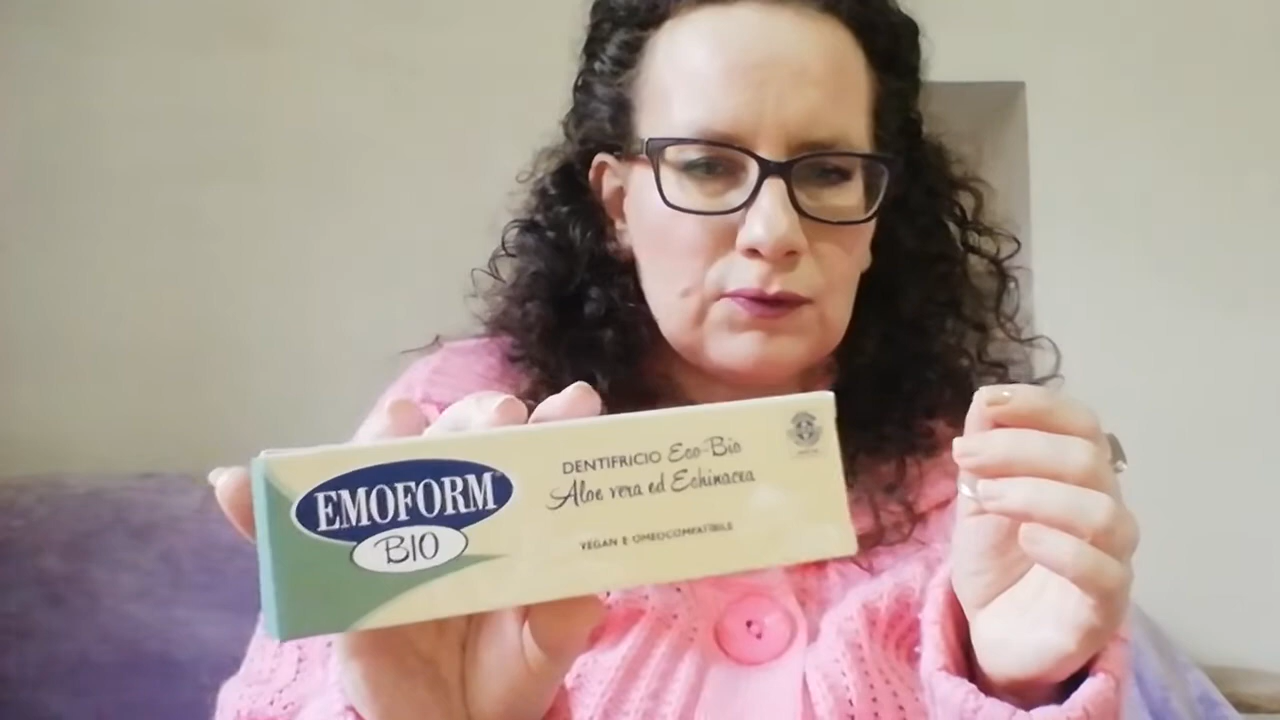 EMOFORM
BIO
DENTIFRICIO Eco-Bio
Aloe vera ed Echinacea
VEGAN E OMEOCOMPATIBILE